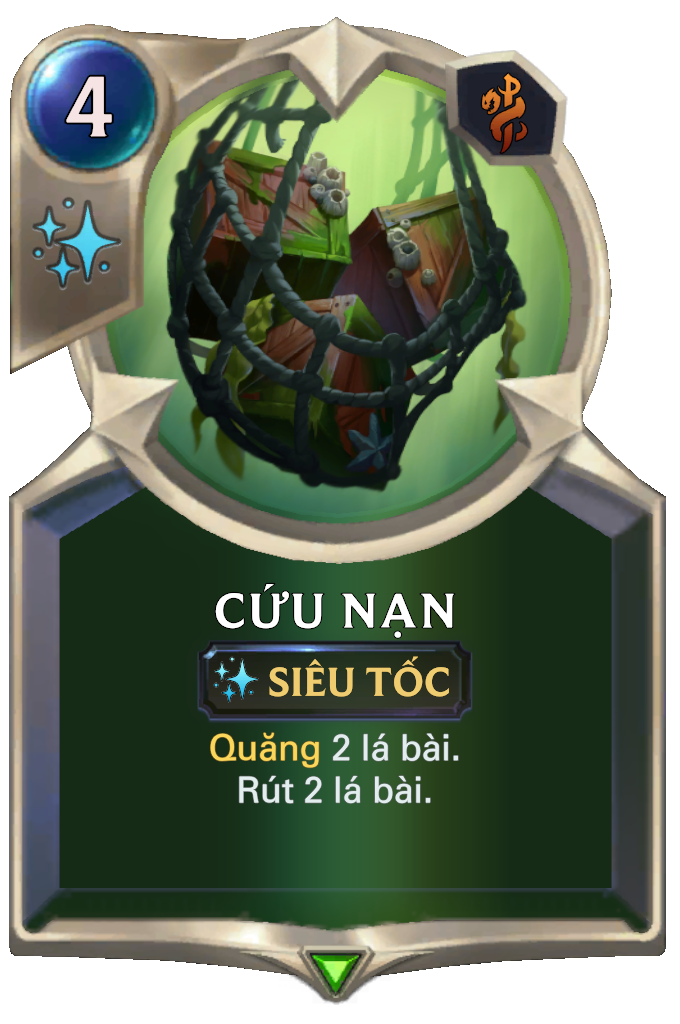 4
CỨU NẠN
SIÊU TỐC
Quăng 2 lá bài.
Rút 2 lá bài.